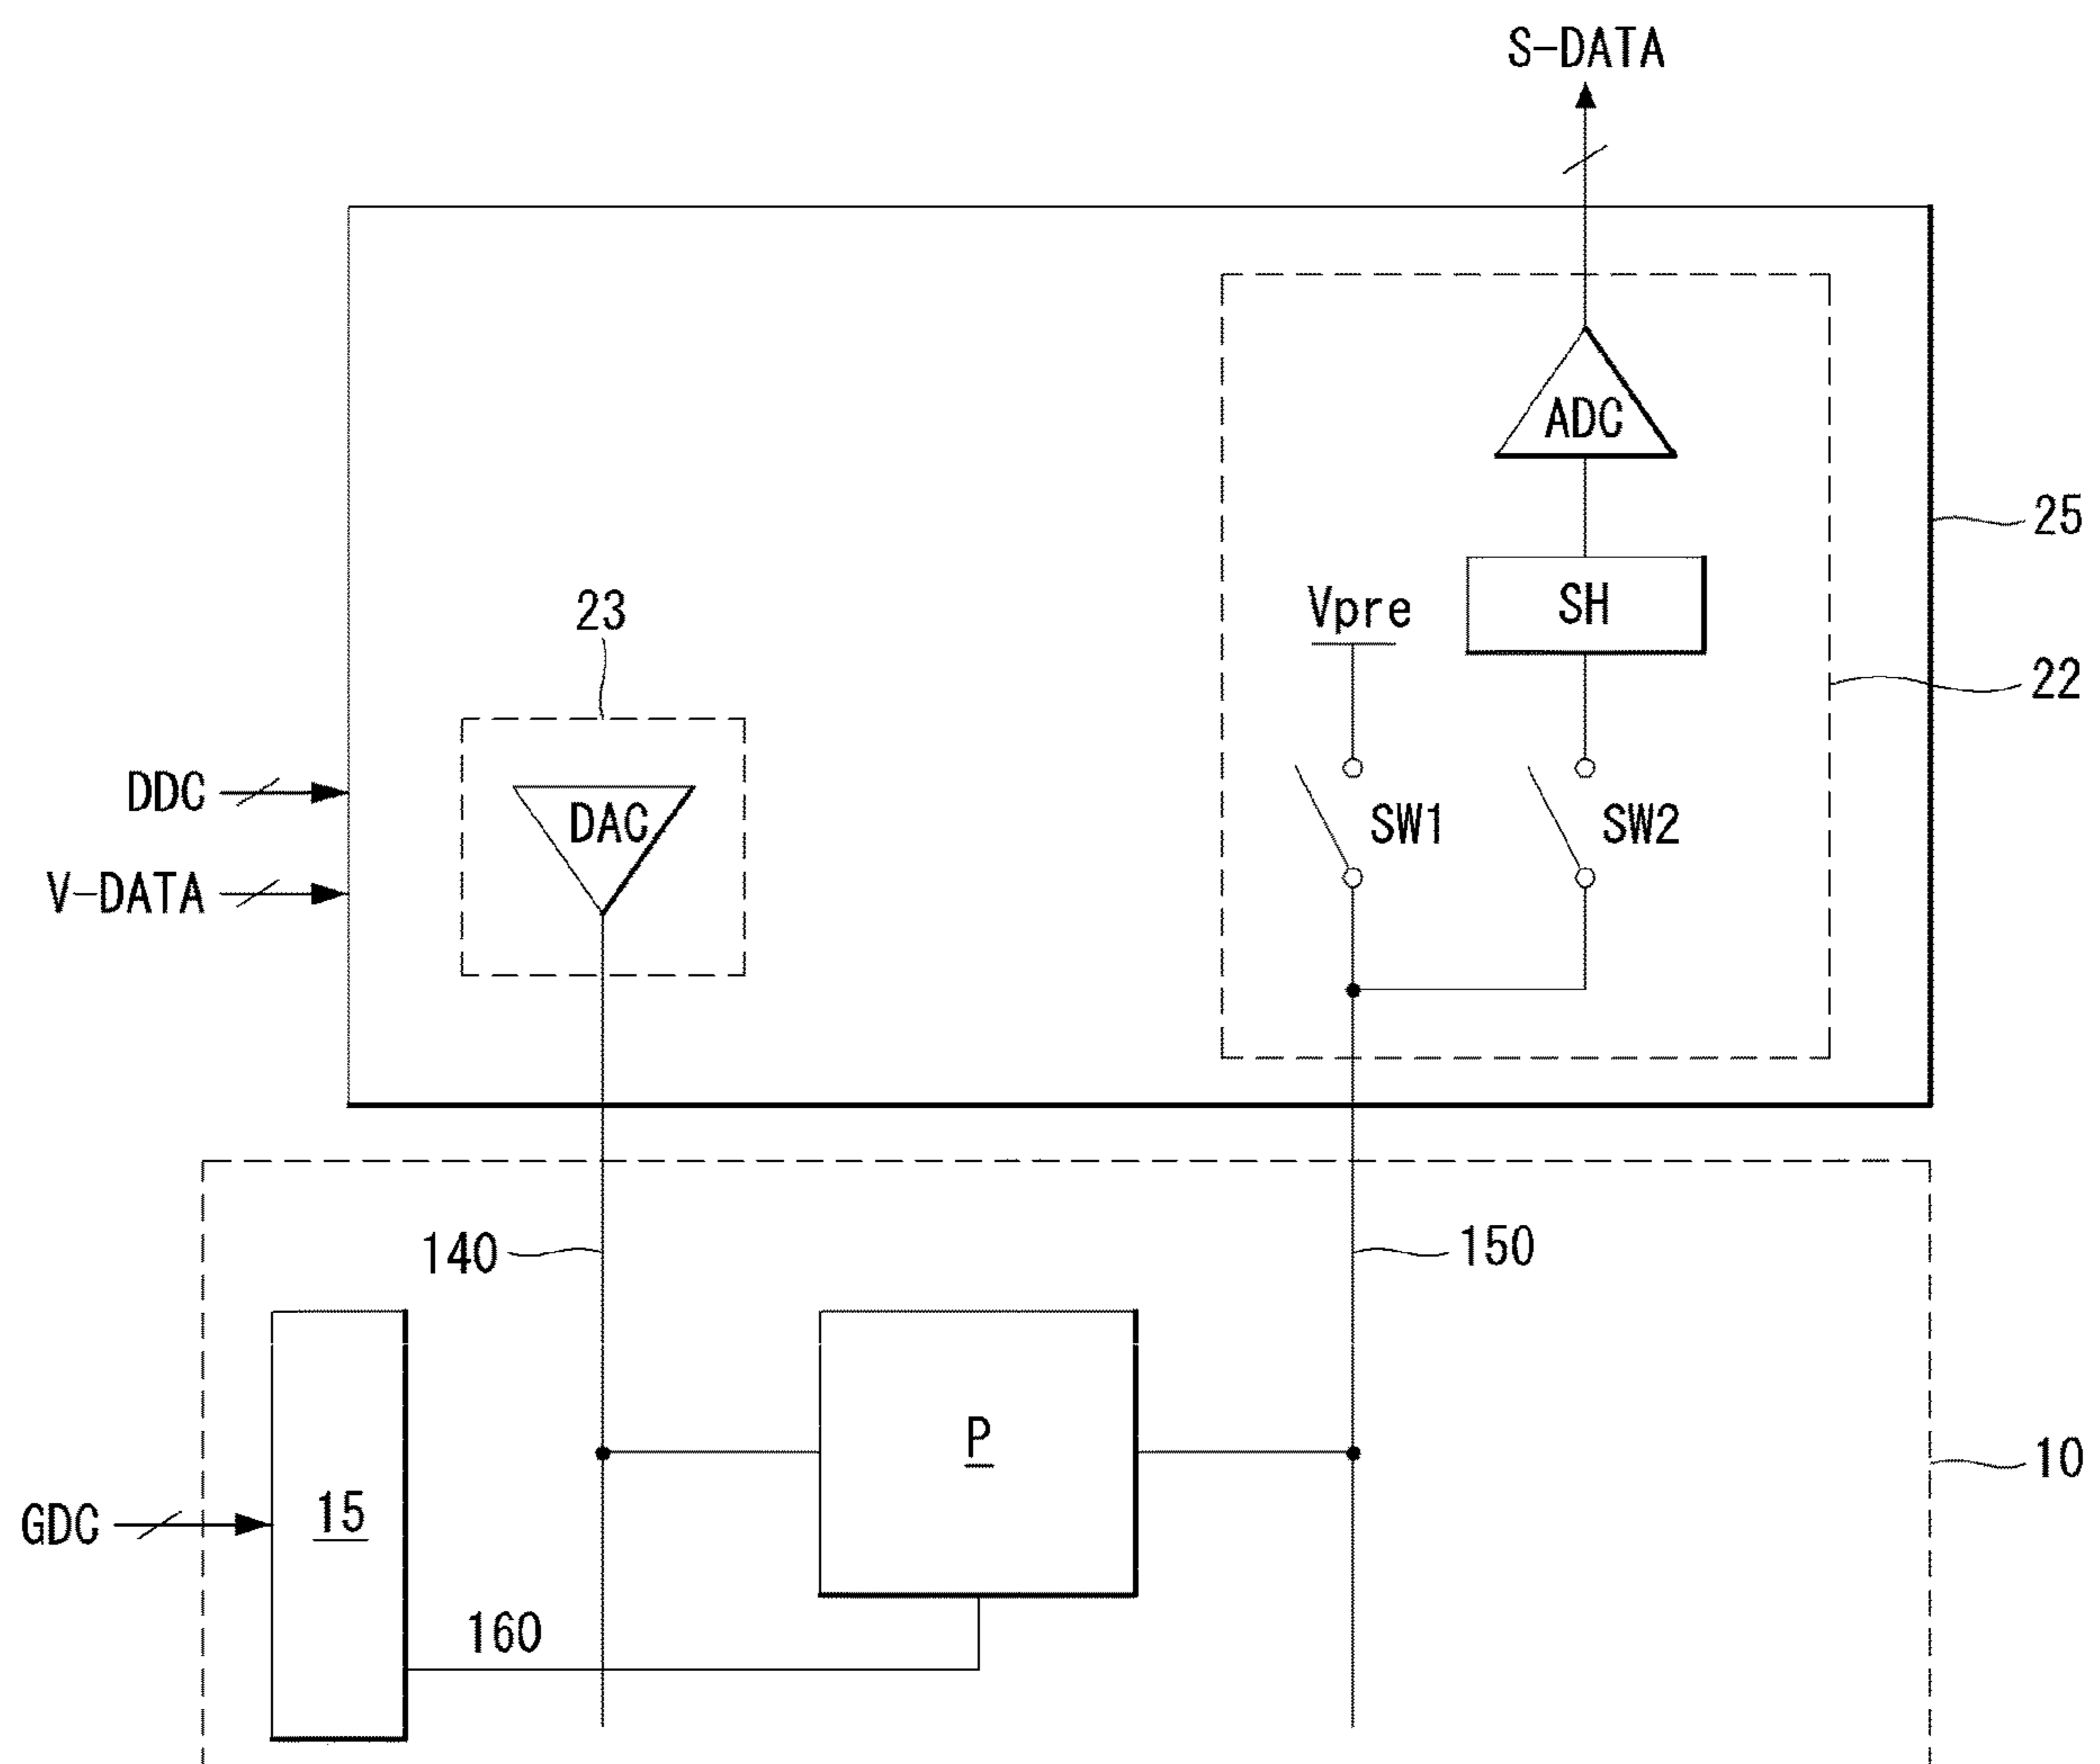 S-DATA
ADC
25
SH
Vpre
23
22
DDC
DAC
SW1
SW2
V-DATA
140
150
P
10
15
GDC
160